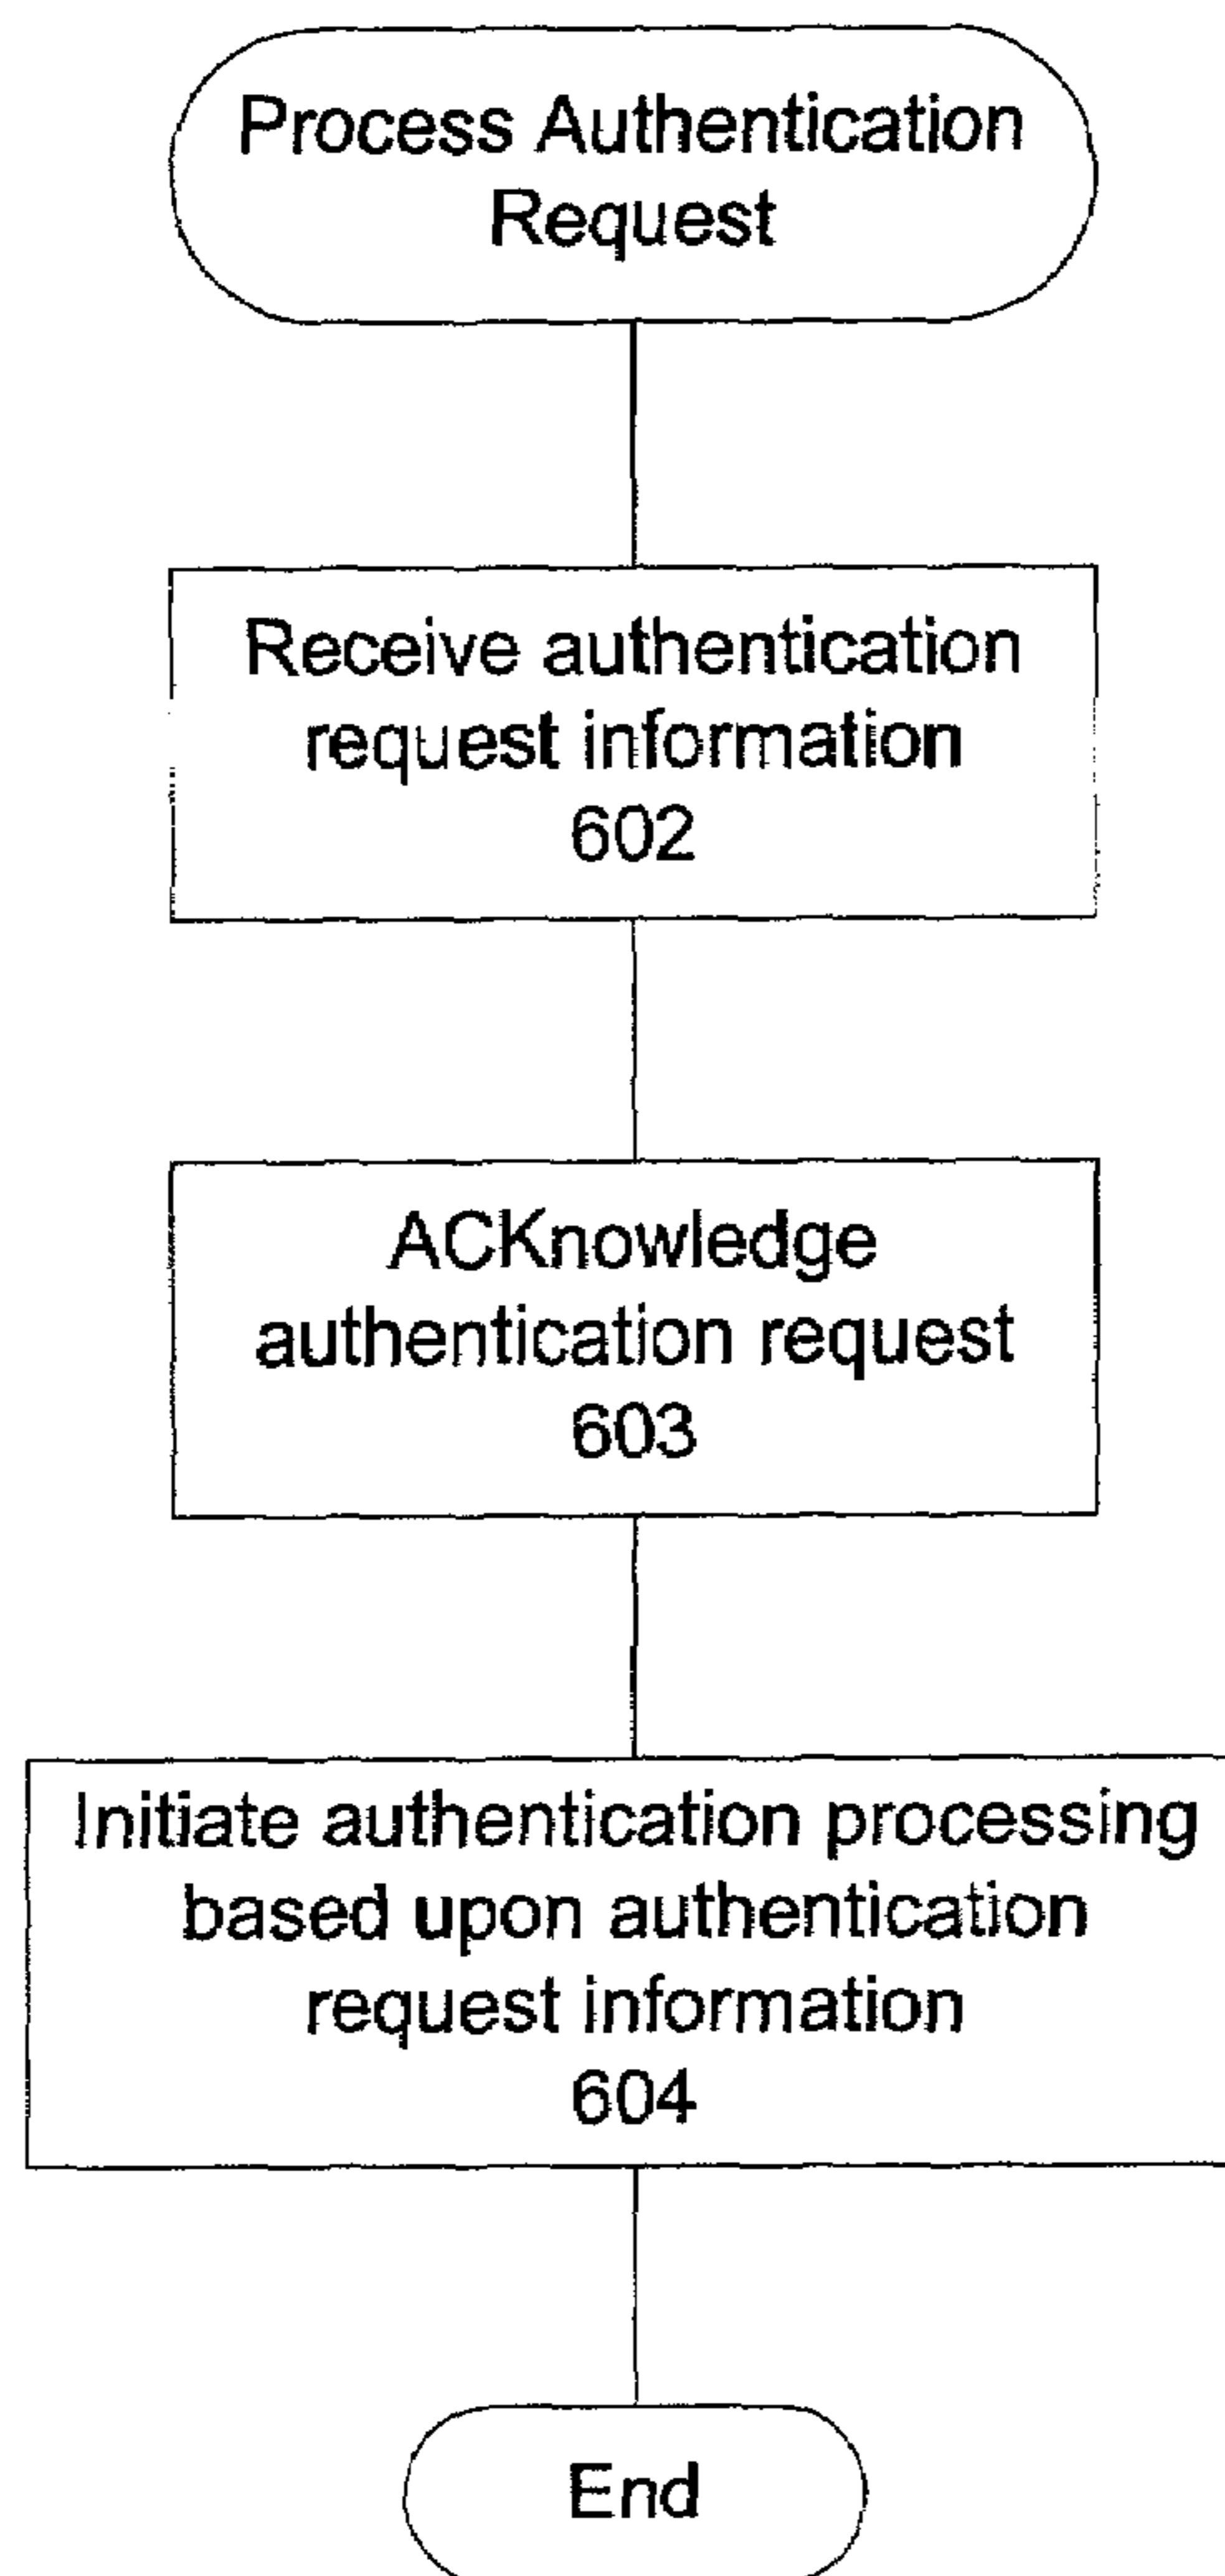 Process Authentication
Request
Receive authentication
request information
602
ACKnowledge
authentication request
603
Initiate authentication processing
based upon authentication
request information
604
End